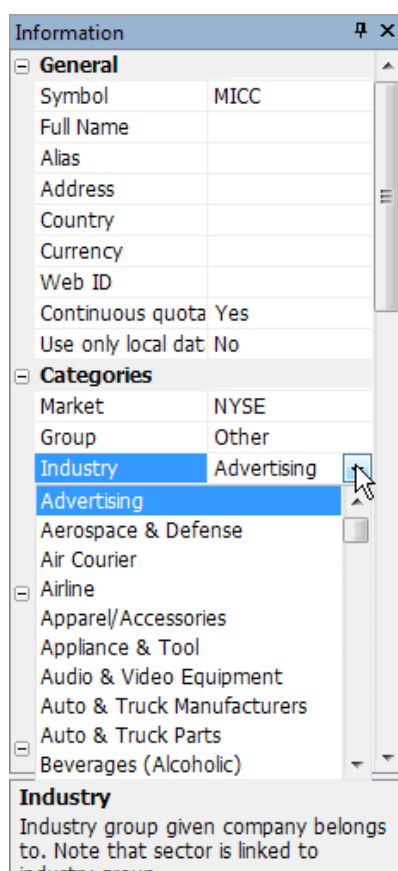 Information
General
Symbol MICC
Full Name
Alias
Address
Country
Currency
Web ID
Continuous quota Yes
Use only local dat No
Categories
Market NYSE
Group Other
Industry Advertising
Advertising
Aerospace & Defense
Air Courier
Airline
Apparel/Accessories
Appliance & Tool
Audio & Video Equipment
Auto & Truck Manufacturers
Auto & Truck Parts
Beverages (Alcoholic)
Industry
Industry group given company belongs
to. Note that sector is linked to
industry group